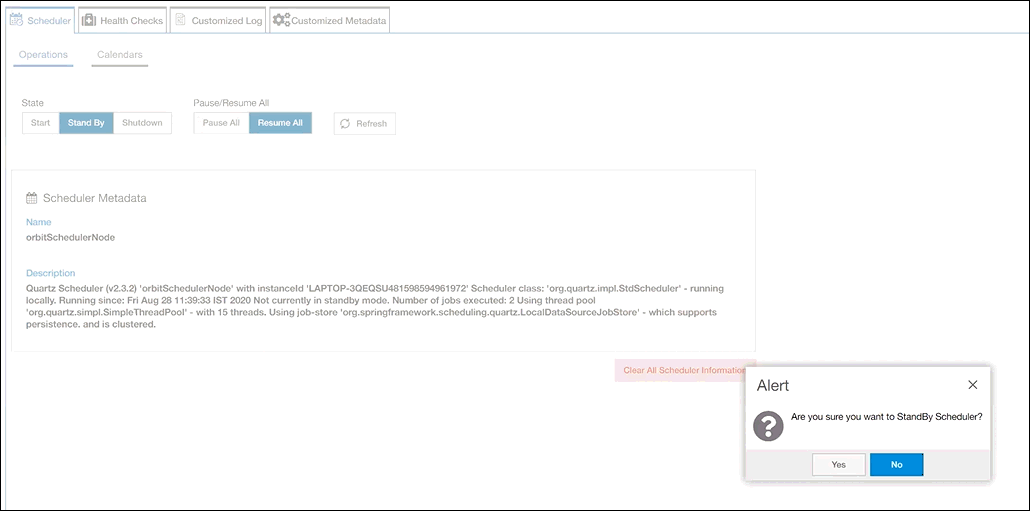 Scheduler Health Checks Customized Log Customized Metadata
Operations Calendars
State Pause/Resume All
Start Stand By Shutdown Pause All Resume All Refresh
Scheduler Metadata
Name
orbitSchedulerNode
Description
Quartz Scheduler (v2.3.2) 'orbitSchedulerNode' with instanceId 'LAPTOP-3QEQSU481598594961972' Scheduler class: 'org.quartz.impl.StdScheduler' - running
locally. Running since: Fri Aug 28 11:39:33 IST 2020 Not currently in standby mode. Number of jobs executed: 2 Using thread pool
'org.quartz.simpl.SimpleThreadPool' - with 15 threads. Using job-store 'org.springframework.scheduling.quartz.LocalDataSourceJobStore' - which supports
persistence. and is clustered.
Clear All Scheduler Information
Alert
Are you sure you want to StandBy Scheduler?
Yes No